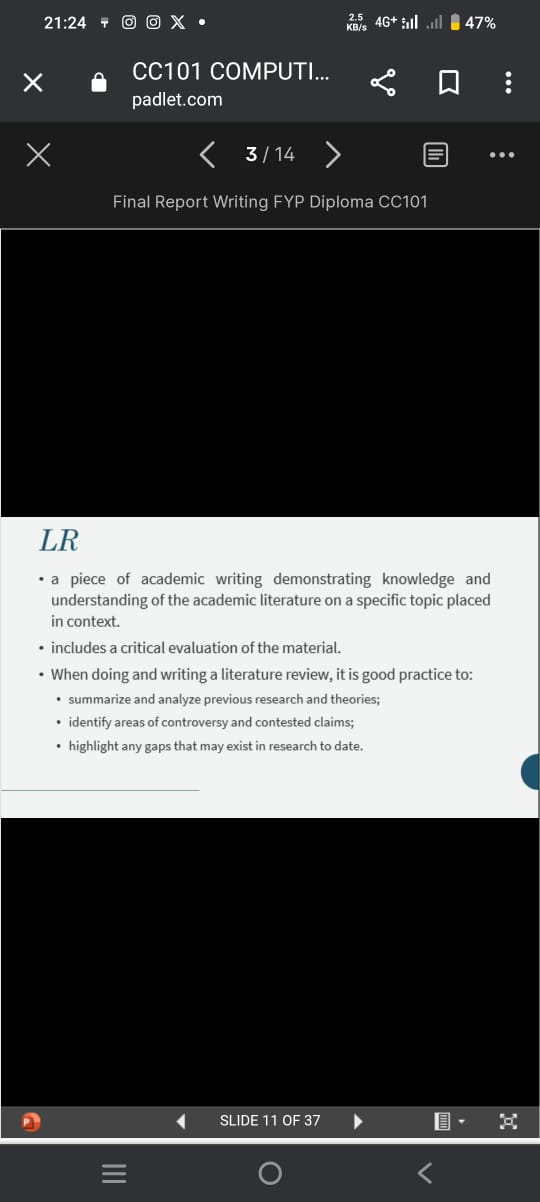 21:24
2.5
KB/s
4G+
47%
CC101 COMPUTI...
padlet.com
3 / 14
Final Report Writing FYP Diploma CC101
LR
• a piece of academic writing demonstrating knowledge and
understanding of the academic literature on a specific topic placed
in context.
• includes a critical evaluation of the material.
• When doing and writing a literature review, it is good practice to:
• summarize and analyze previous research and theories;
• identify areas of controversy and contested claims;
• highlight any gaps that may exist in research to date.
SLIDE 11 OF 37